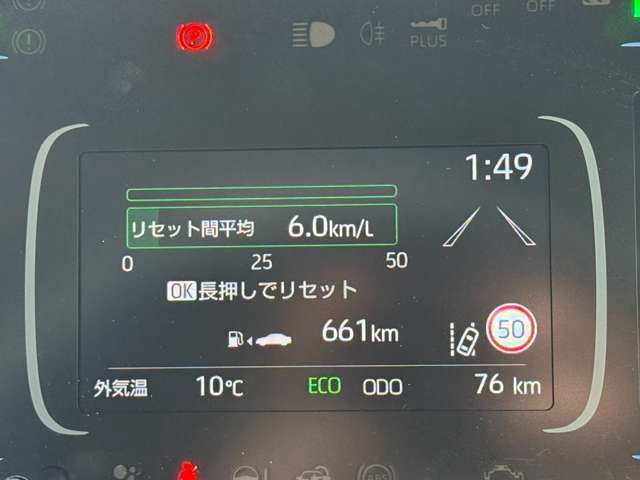 OFF
OFF
PLUS
1:49
リセット間平均 6.0km/L
0 25 50
OK長押しでリセット
661km
50
外気温 10℃ ECO ODO 76 km
ABS